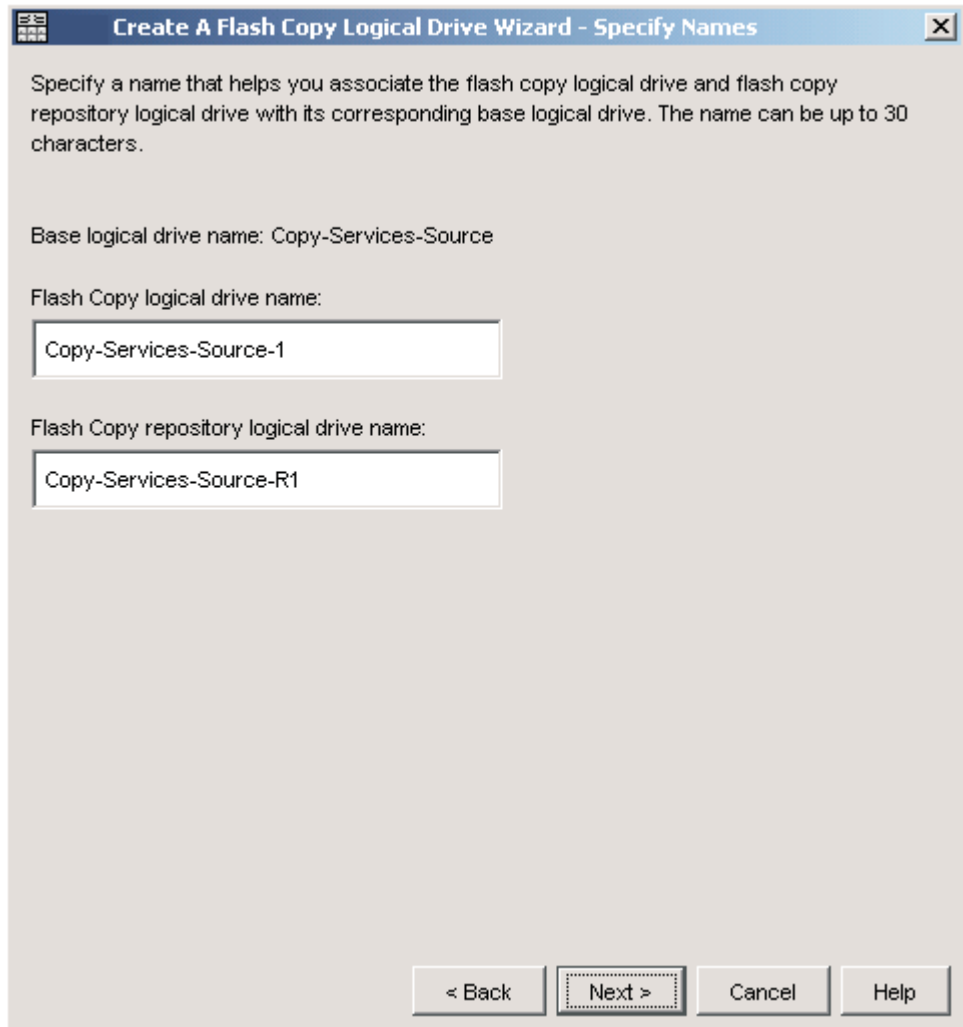 Create A Flash Copy Logical Drive Wizard - Specify Names
Specify a name that helps you associate the flash copy logical drive and flash copy
repository logical drive with its corresponding base logical drive. The name can be up to 30
characters.
Base logical drive name: Copy-Services-Source
Flash Copy logical drive name:
Copy-Services-Source-1
Flash Copy repository logical drive name:
Copy-Services-Source-R1
< Back
Next >
Cancel
Help